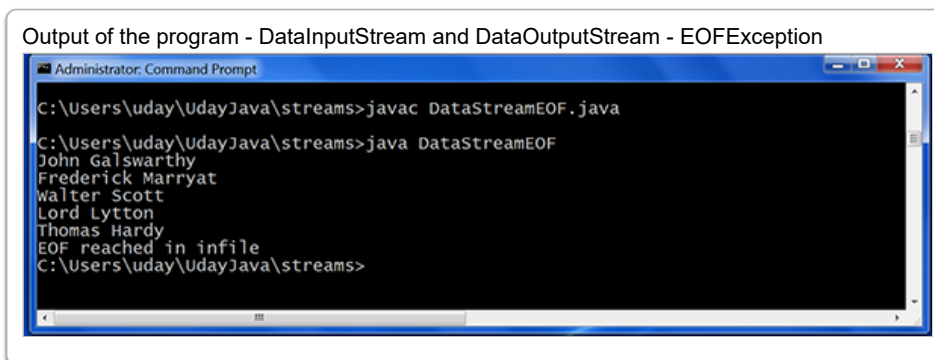 Output of the program - DataInputStream and DataOutputStream - EOFException
Administrator: Command Prompt
C:\Users\uday\UdayJava\streams>javac DataStreamEOF.java
C:\Users\uday\UdayJava\streams>java DataStreamEOF
John Galswarthy
Frederick Marryat
Walter Scott
Lord Lytton
Thomas Hardy
EOF reached in infile
C:\Users\uday\UdayJava\streams>